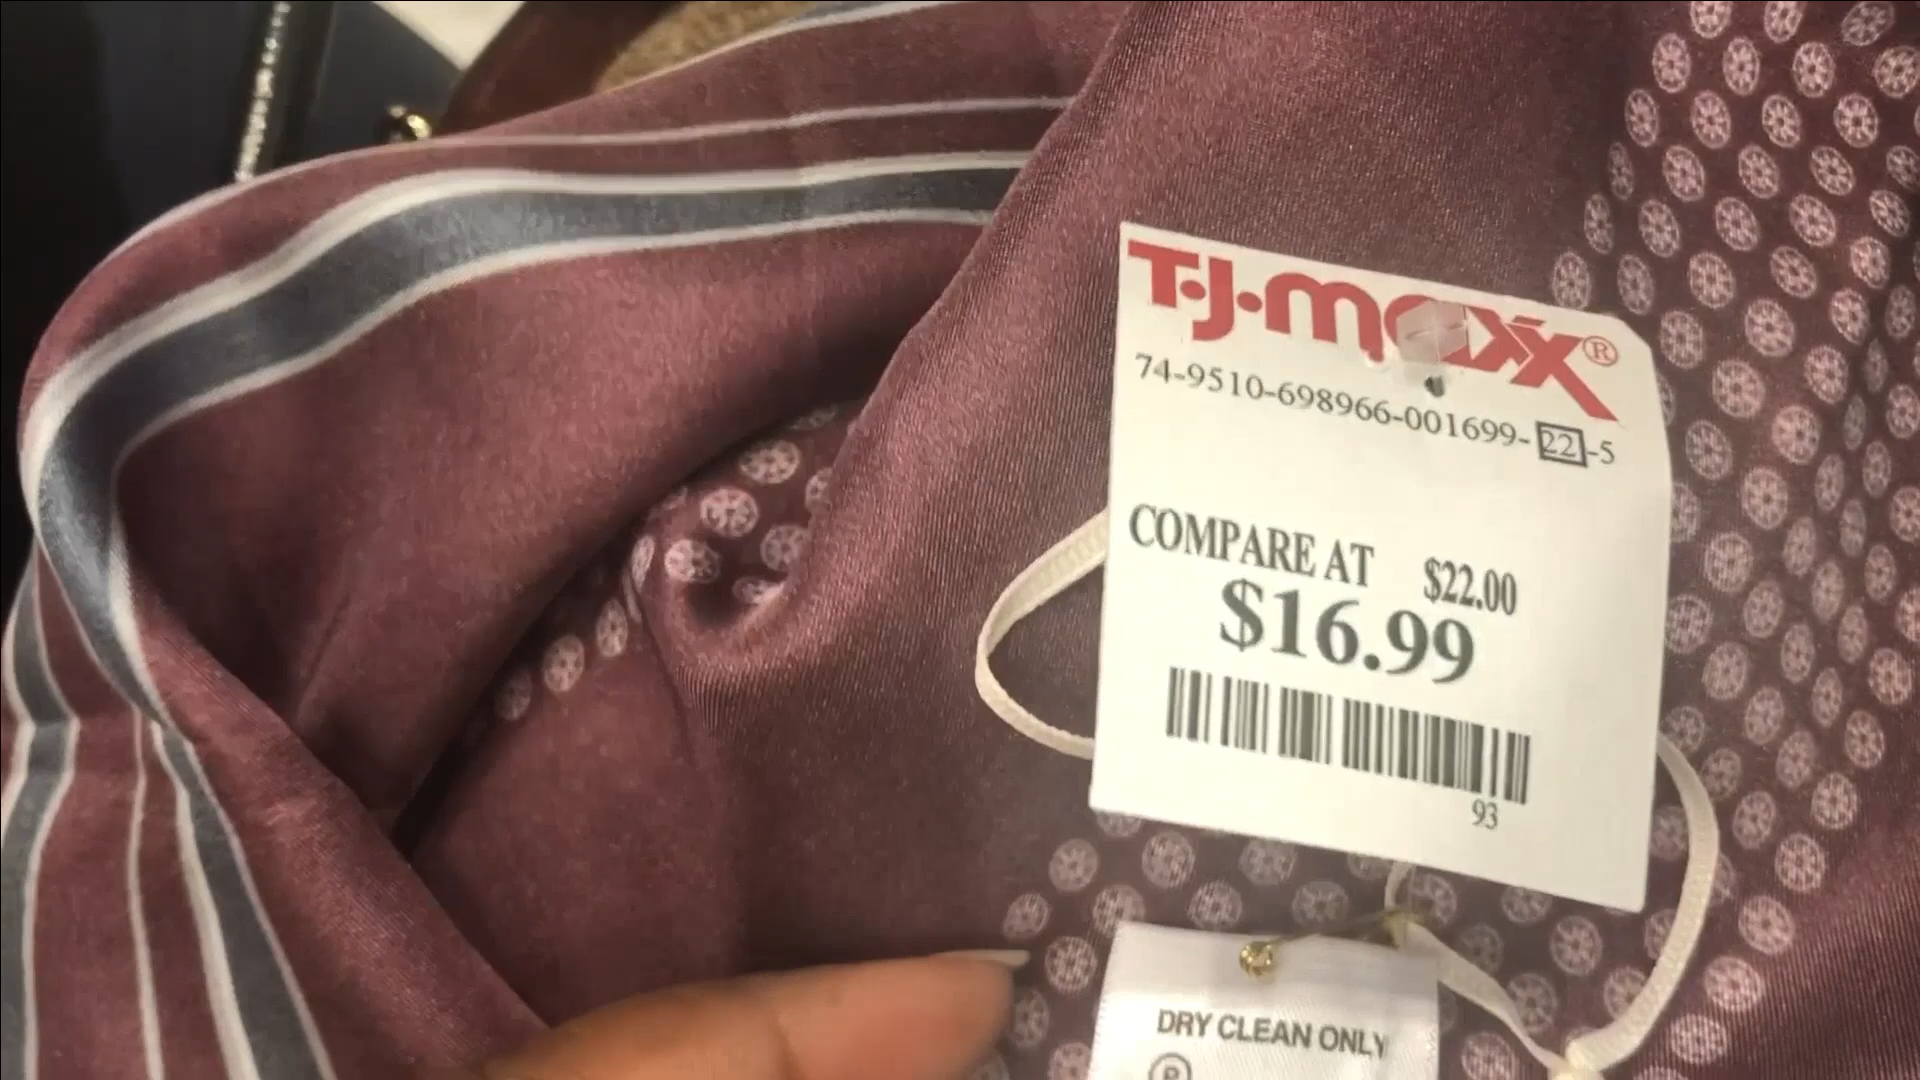 T·J·maxx®
74-9510-698966-001699-22-5
COMPARE AT $22.00
$16.99
93
DRY CLEAN ONLY
P